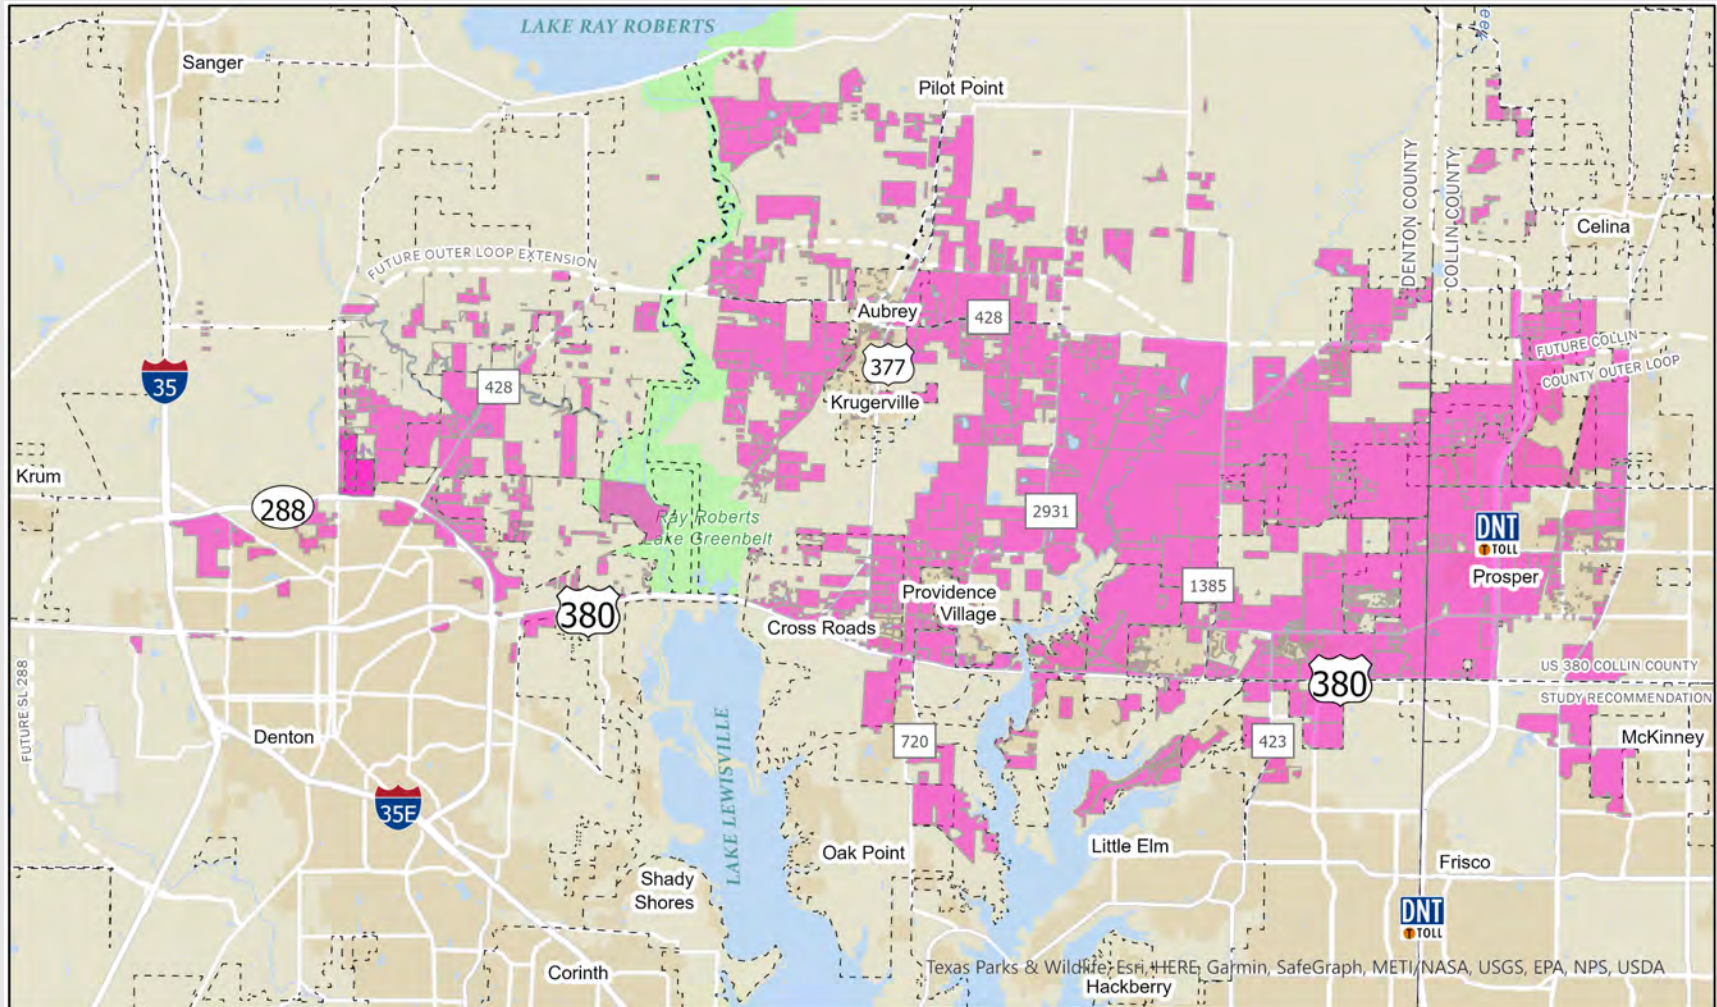 LAKE RAY ROBERTS
eek
Sanger
Pilot Point
DENTON COUNTY
COLLIN COUNTY
Celina
FUTURE OUTER LOOP EXTENSION
Aubrey
428
377
FUTURE COLLIN
COUNTY OUTER LOOP
35
428
Krugerville
Krum
288
2931
Ray Roberts
Lake Greenbelt
DNT
T TOLL
Prosper
1385
Providence
Village
380
Cross Roads
FUTURE SL 288
US 380 COLLIN COUNTY
380
STUDY RECOMMENDATION
Denton
LAKE LEWISVILLE
720
423
McKinney
35E
Oak Point
Little Elm
Frisco
Shady
Shores
DNT
T TOLL
Corinth
Texas Parks & Wildlife, Esri, HERE, Garmin, SafeGraph, METI/NASA, USGS, EPA, NPS, USDA
Hackberry